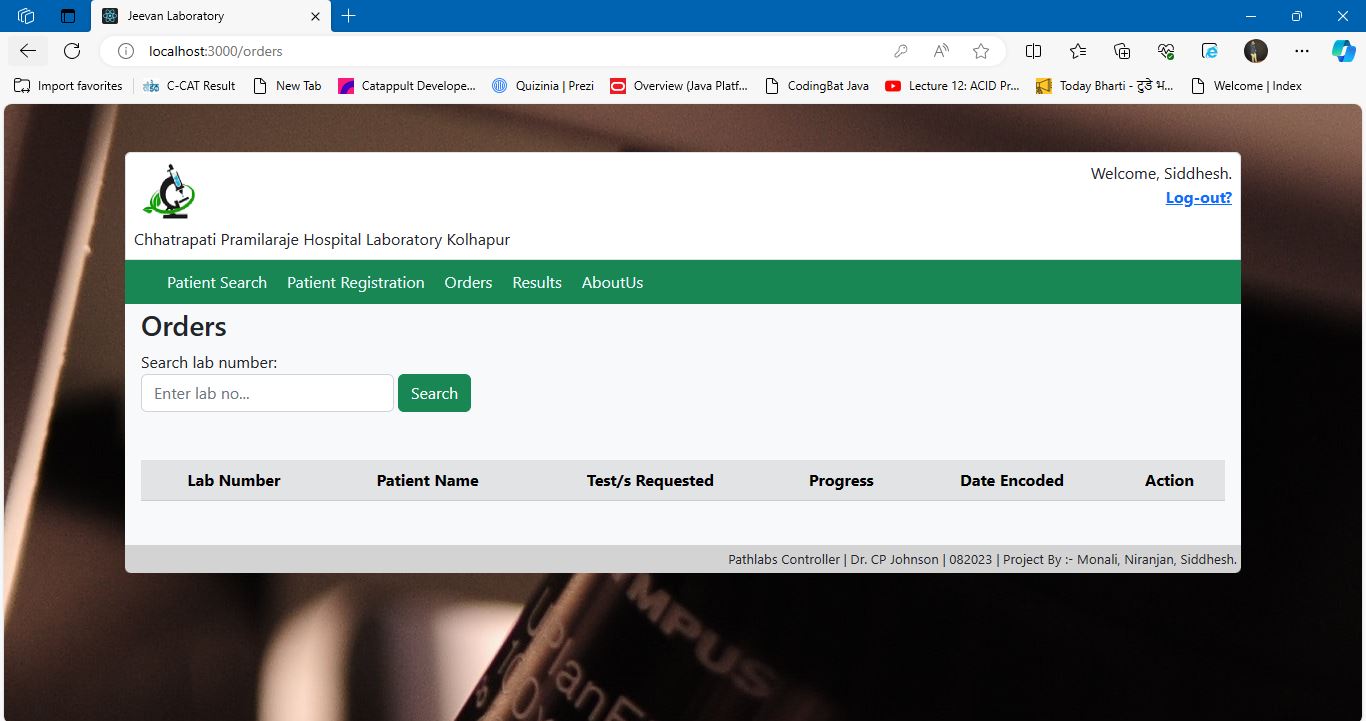 Jeevan Laboratory
localhost:3000/orders
Import favorites C-CAT Result New Tab Catappult Develope... Quizinia | Prezi Overview (Java Platf... CodingBat Java Lecture 12: ACID Pr... Today Bharti - टुडे भ... Welcome | Index
Welcome, Siddhesh.
Log-out?
Chhatrapati Pramilaraje Hospital Laboratory Kolhapur
Patient Search Patient Registration Orders Results AboutUs
Orders
Search lab number:
Enter lab no... Search
Lab Number Patient Name Test/s Requested Progress Date Encoded Action
Pathlabs Controller | Dr. CP Johnson | 082023 | Project By :- Monali, Niranjan, Siddhesh.
MPUS